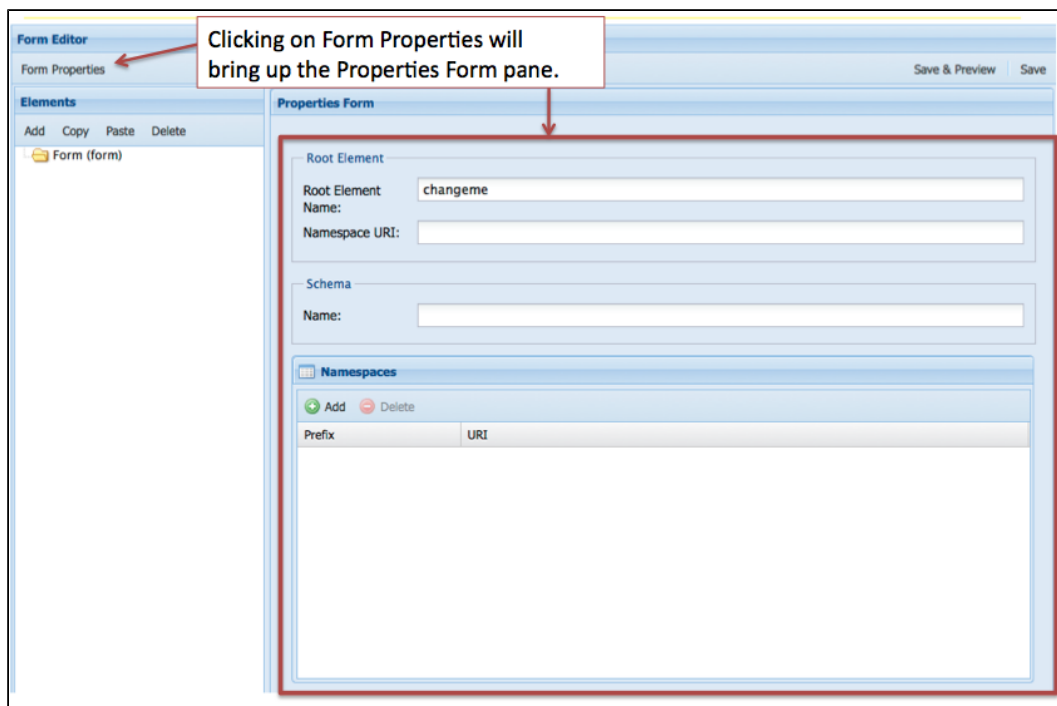 Form Editor
Clicking on Form Properties will
bring up the Properties Form pane.
Form Properties
Save & Preview Save
Elements
Properties Form
Add Copy Paste Delete
Form (form)
Root Element
Root Element
Name:
changeme
Namespace URI:
Schema
Name:
Namespaces
Add Delete
Prefix URI